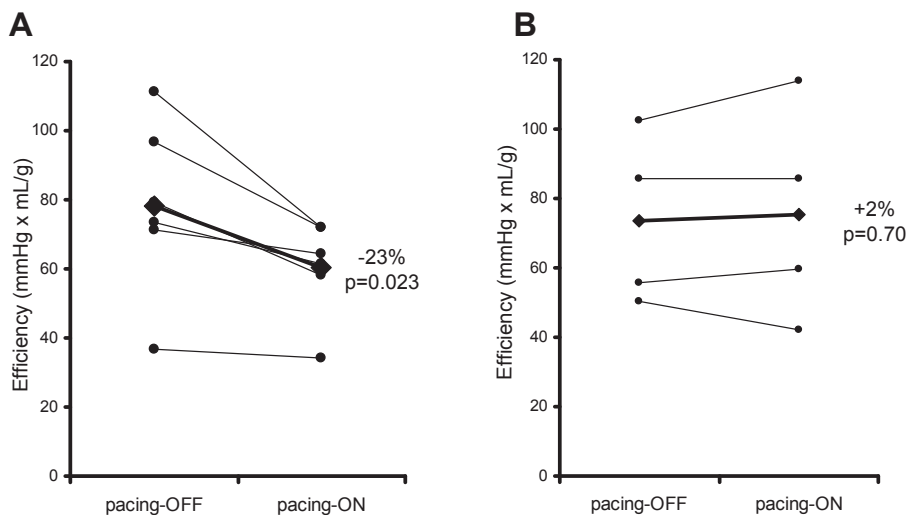 A
Efficiency (mmHg x mL/g)
120
100
80
60
40
20
0
-23%
p=0.023
pacing-OFF pacing-ON
B
Efficiency (mmHg x mL/g)
120
100
80
60
40
20
0
+2%
p=0.70
pacing-OFF pacing-ON